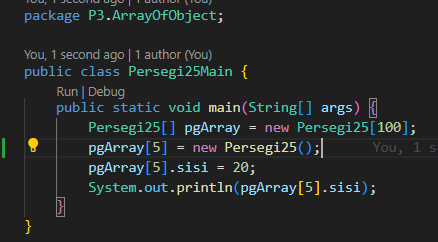 You, 1 second ago | 1 author (You)
package P3.ArrayOfObject;
You, 1 second ago | 1 author (You)
public class Persegi25Main {
Run | Debug
public static void main(String[] args) {
Persegi25[] pgArray = new Persegi25[100];
pgArray[5] = new Persegi25(); You, 1 s
pgArray[5].sisi = 20;
System.out.println(pgArray[5].sisi);
}
}